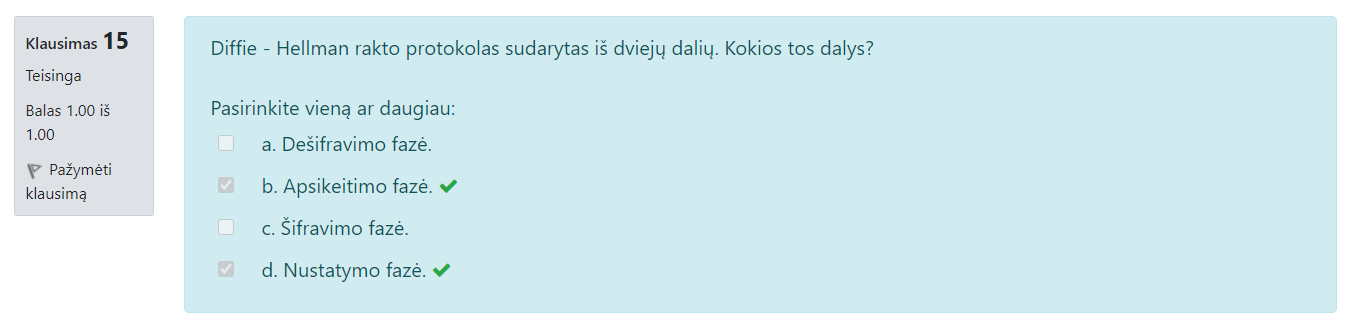 Klausimas 15
Teisinga
Balas 1.00 iš
1.00
Pažymėti
klausimą
Diffie - Hellman rakto protokolas sudarytas iš dviejų dalių. Kokios tos dalys?
Pasirinkite vieną ar daugiau:
a. Dešifravimo fazė.
b. Apsikeitimo fazė.
c. Šifravimo fazė.
d. Nustatymo fazė.